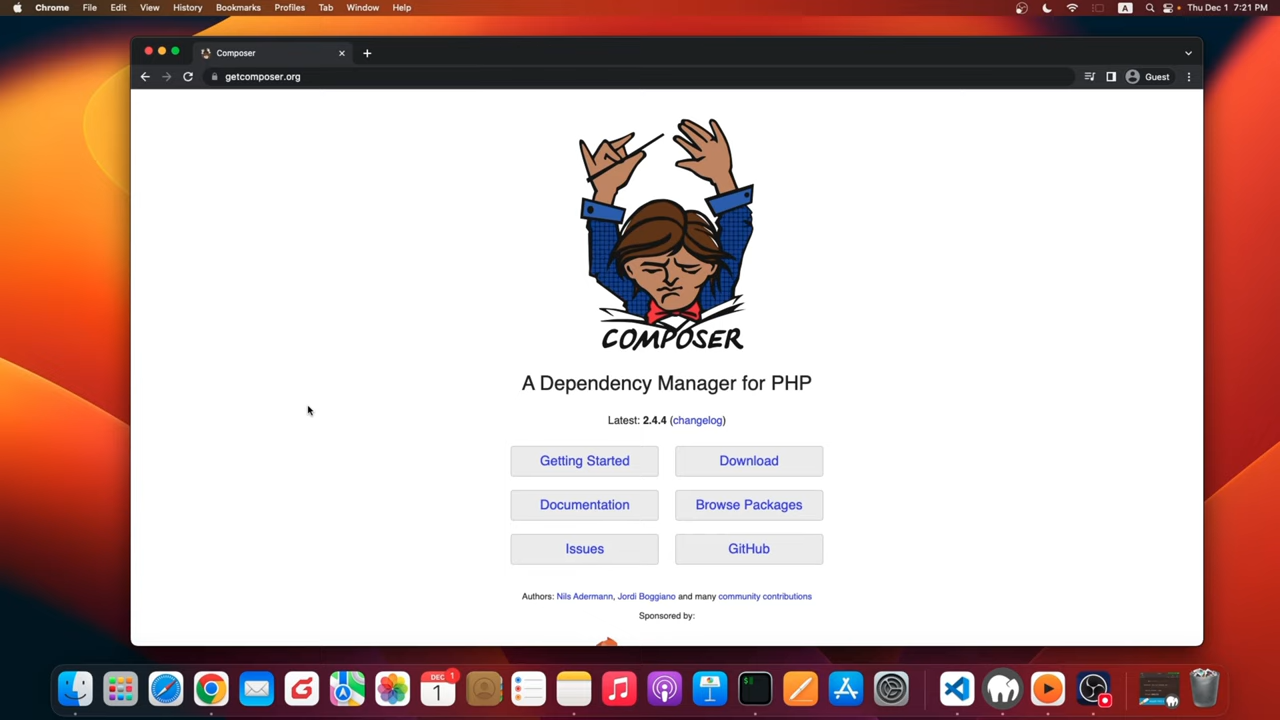 Chrome File Edit View History Bookmarks Profiles Tab Window Help
A
Thu Dec 1 7:21 PM
Composer
getcomposer.org
Guest
COMPOSER
A Dependency Manager for PHP
Latest: 2.4.4 (changelog)
Getting Started
Download
Documentation
Browse Packages
Issues
GitHub
Authors: Nils Adermann, Jordi Boggiano and many community contributions
Sponsored by:
DEC
1
1